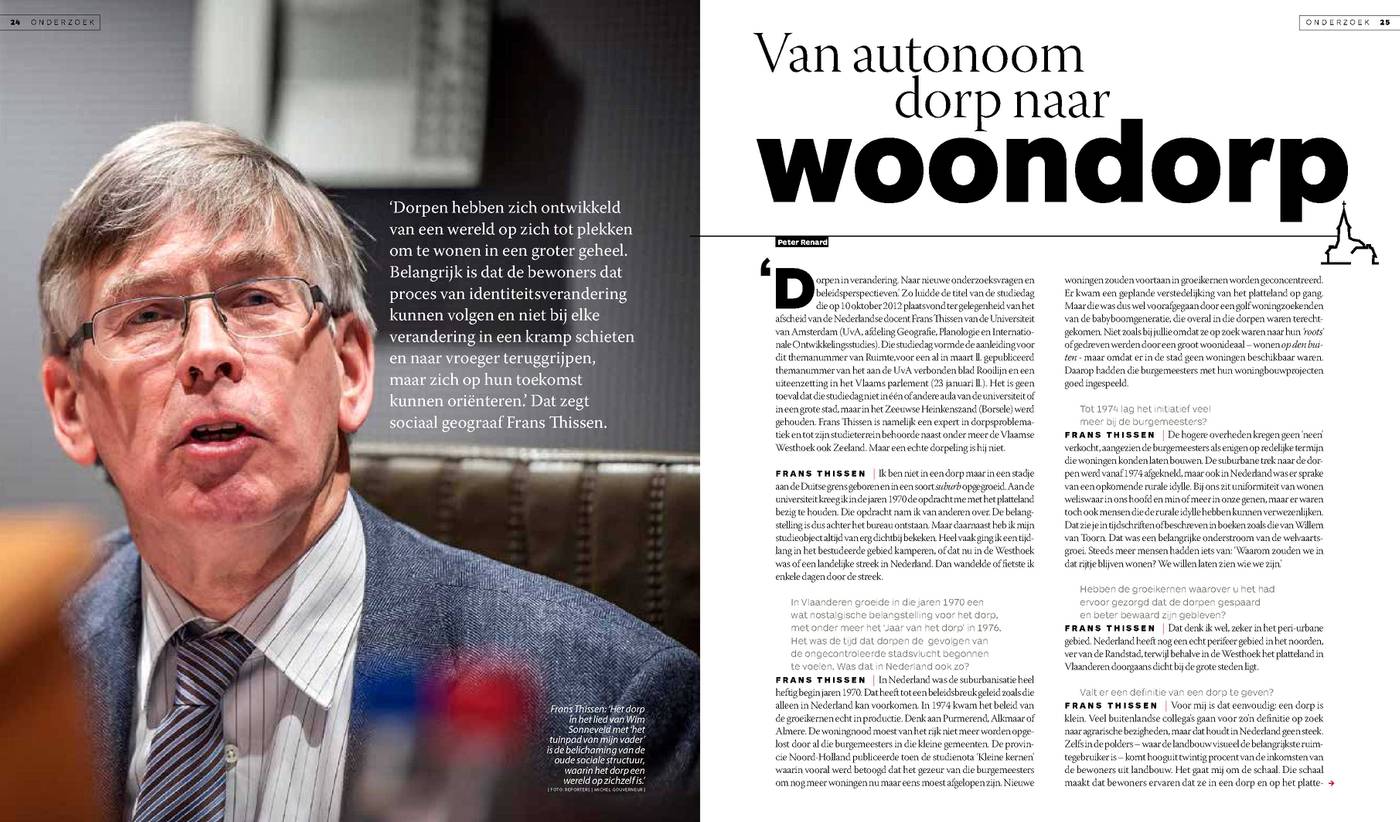 24 ONDERZOEK
‘Dorpen hebben zich ontwikkeld
van een wereld op zich tot plekken
om te wonen in een groter geheel.
Belangrijk is dat de bewoners dat
proces van identiteitsverandering
kunnen volgen en niet bij elke
verandering in een kramp schieten
en naar vroeger teruggrijpen,
maar zich op hun toekomst
kunnen oriënteren.’ Dat zegt
sociaal geograaf Frans Thissen.
Frans Thissen: ‘Het dorp
in het lied van Wim
Sonneveld met ‘het
tuinpad van mijn vader’
is de belichaming van de
oude sociale structuur,
waarin het dorp een
wereld op zichzelf is.’
| FOTO: REPORTERS | MICHEL GOUVERNEUR |
ONDERZOEK 25
Van autonoom
dorp naar
woondorp
Peter Renard
‘Dorpen in verandering. Naar nieuwe onderzoeksvragen en
beleidsperspectieven.’ Zo luidde de titel van de studiedag
die op 10 oktober 2012 plaatsvond ter gelegenheid van het
afscheid van de Nederlandse docent Frans Thissen van de Universiteit
van Amsterdam (UvA, afdeling Geografie, Planologie en Internatio-
nale Ontwikkelingsstudies). Die studiedag vormde de aanleiding voor
dit themanummer van Ruimte, voor een al in maart ll. gepubliceerd
themanummer van het aan de UvA verbonden blad Rooilijn en een
uiteenzetting in het Vlaams parlement (23 januari ll.). Het is geen
toeval dat die studiedag niet in één of andere aula van de universiteit of
in een grote stad, maar in het Zeeuwse Heinkenszand (Borsele) werd
gehouden. Frans Thissen is namelijk een expert in dorpsproblema-
tiek en tot zijn studieterrein behoorde naast onder meer de Vlaamse
Westhoek ook Zeeland. Maar een echte dorpeling is hij niet.
FRANS THISSEN | Ik ben niet in een dorp maar in een stadje
aan de Duitse grens geboren en in een soort suburb opgegroeid. Aan de
universiteit kreeg ik in de jaren 1970 de opdracht me met het platteland
bezig te houden. Die opdracht nam ik van anderen over. De belang-
stelling is dus achter het bureau ontstaan. Maar daarnaast heb ik mijn
studieobject altijd van erg dichtbij bekeken. Heel vaak ging ik een tijd-
lang in het bestudeerde gebied kamperen, of dat nu in de Westhoek
was of een landelijke streek in Nederland. Dan wandelde of fietste ik
enkele dagen door de streek.
In Vlaanderen groeide in die jaren 1970 een
wat nostalgische belangstelling voor het dorp,
met onder meer het ‘Jaar van het dorp’ in 1976.
Het was de tijd dat dorpen de gevolgen van
de ongecontroleerde stadsvlucht begonnen
te voelen. Was dat in Nederland ook zo?
FRANS THISSEN | In Nederland was de suburbanisatie heel
heftig begin jaren 1970. Dat heeft tot een beleidsbreuk geleid zoals die
alleen in Nederland kan voorkomen. In 1974 kwam het beleid van
de groeikernen echt in productie. Denk aan Purmerend, Alkmaar of
Almere. De woningnood moest van het rijk niet meer worden opge-
lost door al die burgemeesters in die kleine gemeenten. De provin-
cie Noord-Holland publiceerde toen de studienota ‘Kleine kernen’
waarin vooral werd betoogd dat het gezeur van die burgemeesters
om nog meer woningen nu maar eens moest afgelopen zijn. Nieuwe
woningen zouden voortaan in groeikernen worden geconcentreerd.
Er kwam een geplande verstedelijking van het platteland op gang.
Maar die was dus wel voorafgegaan door een golf woningzoekenden
van de babyboomgeneratie, die overal in die dorpen waren terecht-
gekomen. Niet zoals bij jullie omdat ze op zoek waren naar hun ‘roots’
of gedreven werden door een groot woonideaal – wonen op den bui-
ten - maar omdat er in de stad geen woningen beschikbaar waren.
Daarop hadden die burgemeesters met hun woningbouwprojecten
goed ingespeeld.
Tot 1974 lag het initiatief veel
meer bij de burgemeesters?
FRANS THISSEN | De hogere overheden kregen geen ‘neen’
verkocht, aangezien de burgemeesters als enigen op redelijke termijn
die woningen konden laten bouwen. De suburbane trek naar de dor-
pen werd vanaf 1974 afgekneld, maar ook in Nederland was er sprake
van een opkomende rurale idylle. Bij ons zit uniformiteit van wonen
weliswaar in ons hoofd en min of meer in onze genen, maar er waren
toch ook mensen die de rurale idylle hebben kunnen verwezenlijken.
Dat zie je in tijdschriften of beschreven in boeken zoals die van Willem
van Toorn. Dat was een belangrijke onderstroom van de welvaarts-
groei. Steeds meer mensen hadden iets van: ‘Waarom zouden we in
dat rijtje blijven wonen? We willen laten zien wie we zijn.’
Hebben de groeikernen waarover u het had
ervoor gezorgd dat de dorpen gespaard
en beter bewaard zijn gebleven?
FRANS THISSEN | Dat denk ik wel, zeker in het peri-urbane
gebied. Nederland heeft nog een echt perifeer gebied in het noorden,
ver van de Randstad, terwijl behalve in de Westhoek het platteland in
Vlaanderen doorgaans dicht bij de grote steden ligt.
Valt er een definitie van een dorp te geven?
FRANS THISSEN | Voor mij is dat eenvoudig: een dorp is
klein. Veel buitenlandse collega’s gaan voor zo’n definitie op zoek
naar agrarische bezigheden, maar dat houdt in Nederland geen steek.
Zelfs in de polders – waar de landbouw visueel de belangrijkste ruim-
tegebruiker is – komt hooguit twintig procent van de inkomsten van
de bewoners uit landbouw. Het gaat mij om de schaal. Die schaal
maakt dat bewoners ervaren dat ze in een dorp en op het platte- →